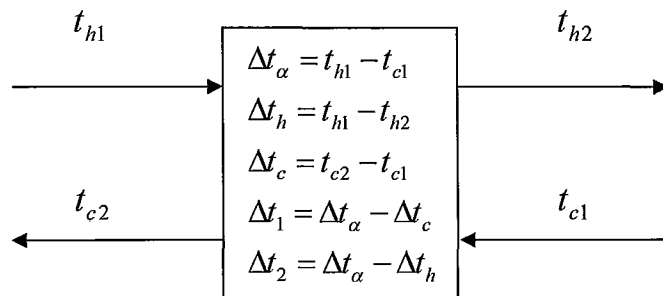 t_{h1}
t_{h2}
Δt_α = t_{h1} − t_{c1}
Δt_h = t_{h1} − t_{h2}
Δt_c = t_{c2} − t_{c1}
t_{c2}
t_{c1}
Δt_1 = Δt_α − Δt_c
Δt_2 = Δt_α − Δt_h